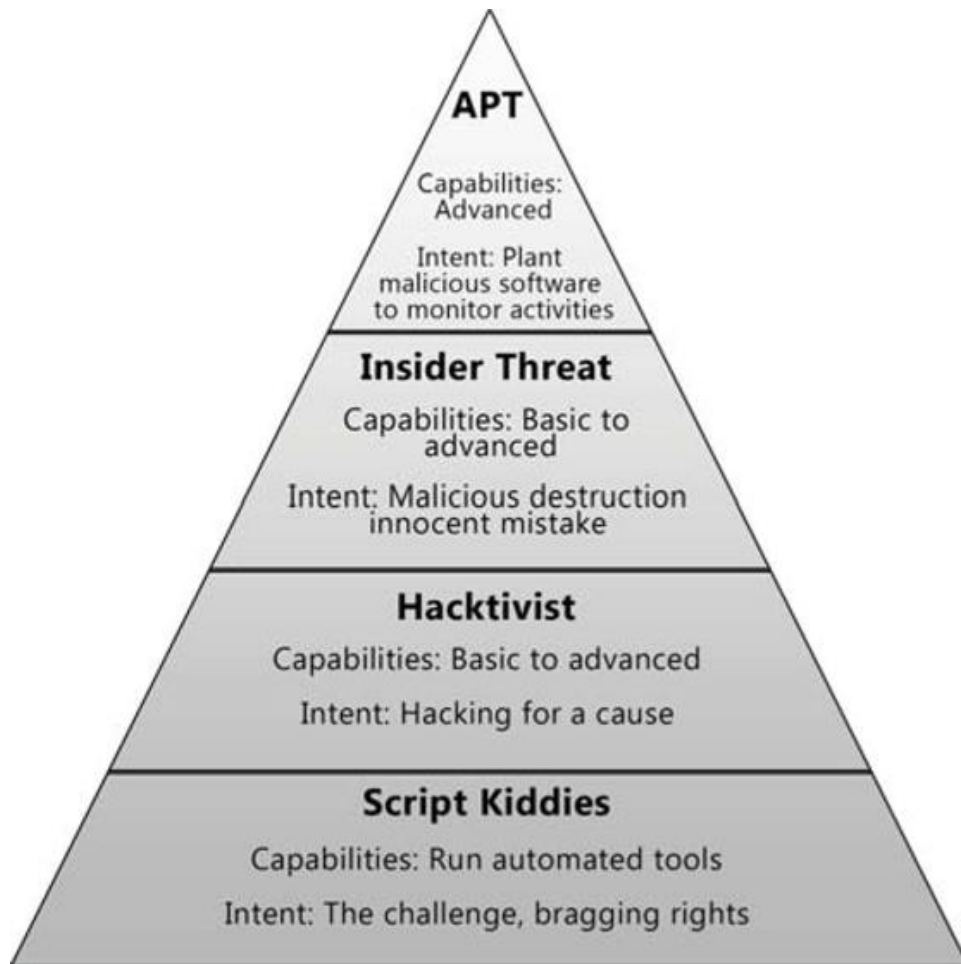 APT
Capabilities:
Advanced
Intent: Plant
malicious software
to monitor activities
Insider Threat
Capabilities: Basic to
advanced
Intent: Malicious destruction
innocent mistake
Hacktivist
Capabilities: Basic to advanced
Intent: Hacking for a cause
Script Kiddies
Capabilities: Run automated tools
Intent: The challenge, bragging rights